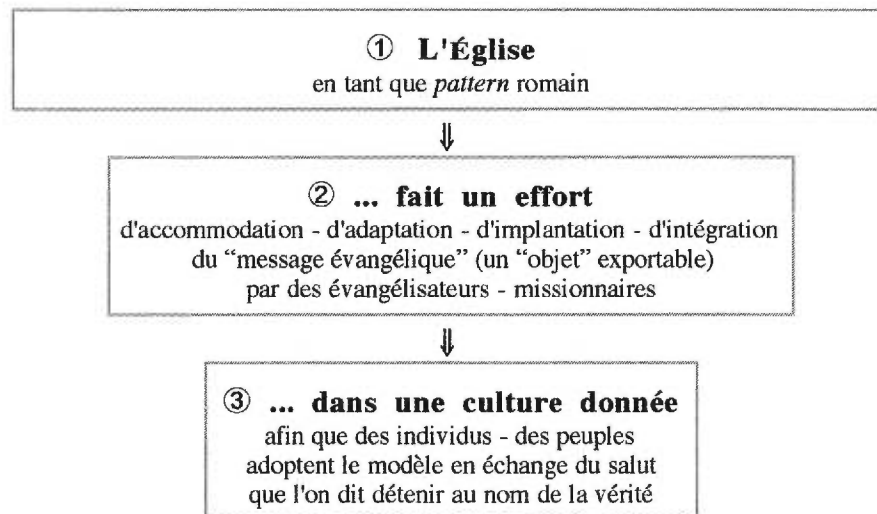 ① L'Église
en tant que pattern romain
⇓
② ... fait un effort
d'accommodation - d'adaptation - d'implantation - d'intégration
du “message évangélique” (un “objet” exportable)
par des évangélisateurs - missionnaires
⇓
③ ... dans une culture donnée
afin que des individus - des peuples
adoptent le modèle en échange du salut
que l'on dit détenir au nom de la vérité